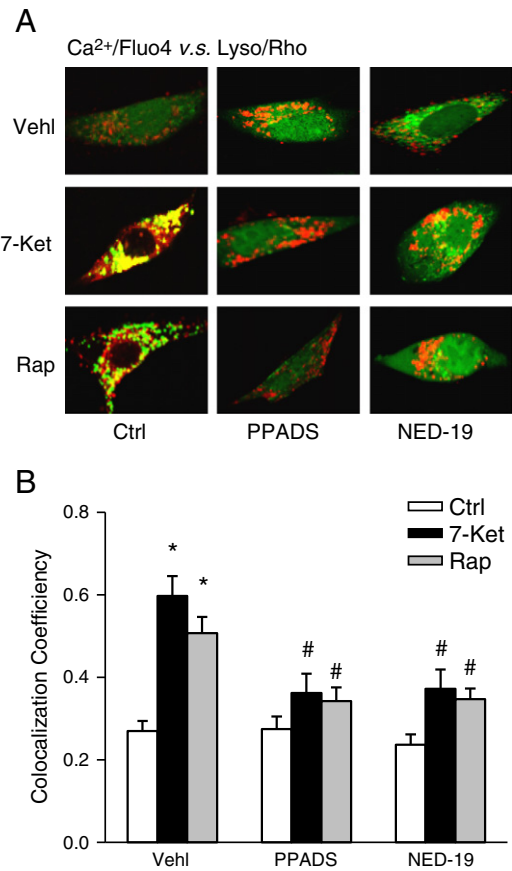 A
Ca2+/Fluo4 v.s. Lyso/Rho
Vehl
7-Ket
Rap
Ctrl PPADS NED-19
B
Colocalization Coefficiency
0.8
0.6
0.4
0.2
0.0
Ctrl
7-Ket
Rap
* *
# #
# #
Vehl PPADS NED-19